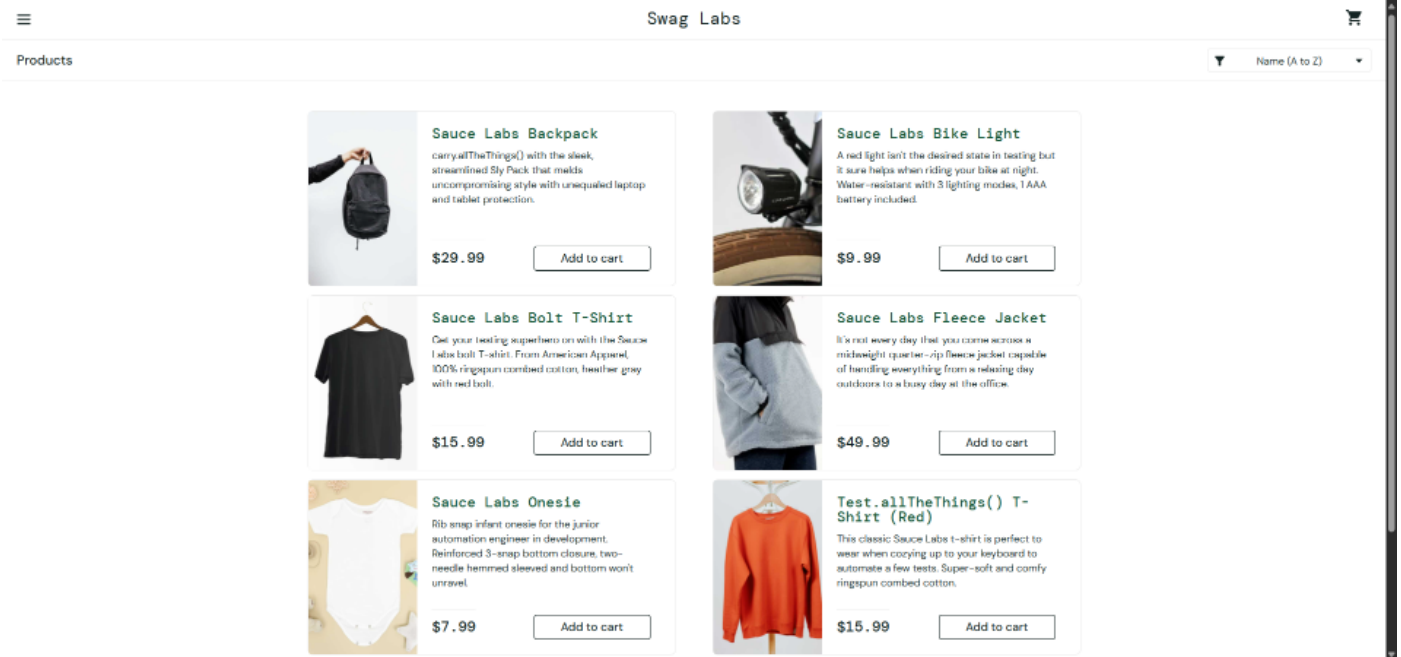 Swag Labs
Products
Name (A to Z)
Sauce Labs Backpack
carry.allTheThings() with the sleek,
streamlined Sly Pack that melds
uncompromising style with unequaled laptop
and tablet protection.
$29.99
Add to cart
Sauce Labs Bike Light
A red light isn't the desired state in testing but
it sure helps when riding your bike at night.
Water-resistant with 3 lighting modes, 1 AAA
battery included.
$9.99
Add to cart
Sauce Labs Bolt T-Shirt
Get your testing superhero on with the Sauce
Labs bolt T-shirt. From American Apparel,
100% ringspun combed cotton, heather gray
with red bolt.
$15.99
Add to cart
Sauce Labs Fleece Jacket
It's not every day that you come across a
midweight quarter-zip fleece jacket capable
of handling everything from a relaxing day
outdoors to a busy day at the office.
$49.99
Add to cart
Sauce Labs Onesie
Rib snap infant onesie for the junior
automation engineer in development.
Reinforced 3-snap bottom closure, two-
needle hemmed sleeved and bottom won't
unravel.
$7.99
Add to cart
Test.allTheThings() T-
Shirt (Red)
This classic Sauce Labs t-shirt is perfect to
wear when cozying up to your keyboard to
automate a few tests. Super-soft and comfy
ringspun combed cotton.
$15.99
Add to cart